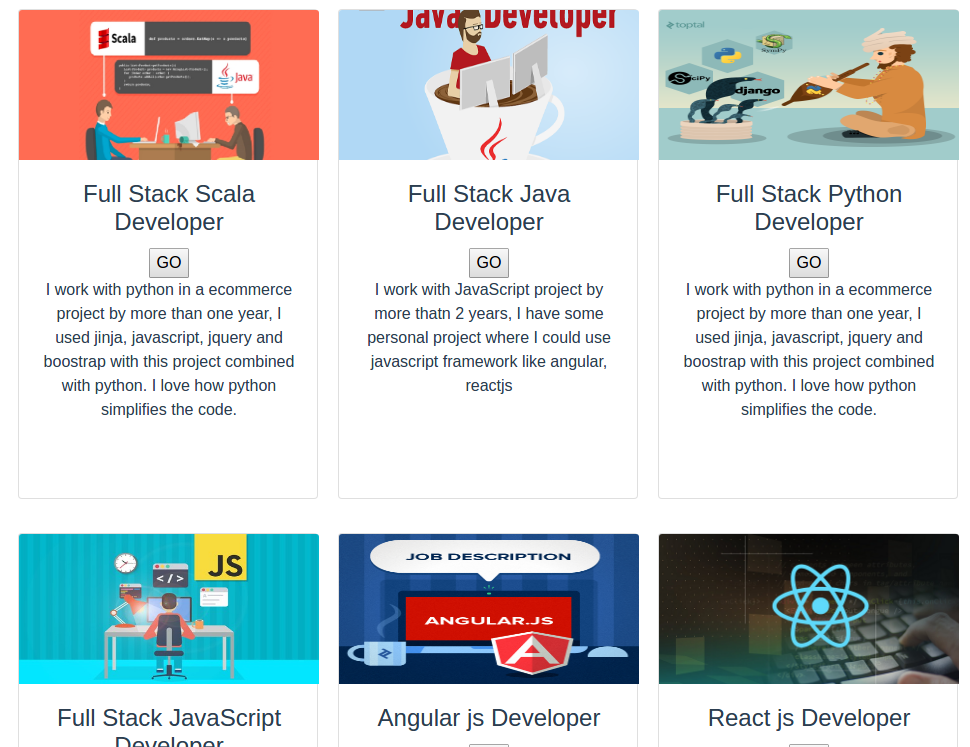 Scala
Java
Java Developer
toptal
SciPy
django
Full Stack Scala
Developer
GO
I work with python in a ecommerce
project by more than one year, I
used jinja, javascript, jquery and
boostrap with this project combined
with python. I love how python
simplifies the code.
Full Stack Java
Developer
GO
I work with JavaScript project by
more thatn 2 years, I have some
personal project where I could use
javascript framework like angular,
reactjs
Full Stack Python
Developer
GO
I work with python in a ecommerce
project by more than one year, I
used jinja, javascript, jquery and
boostrap with this project combined
with python. I love how python
simplifies the code.
JS
</>
JOB DESCRIPTION
ANGULAR.JS
A
Full Stack JavaScript
Developer
Angular js Developer
React js Developer